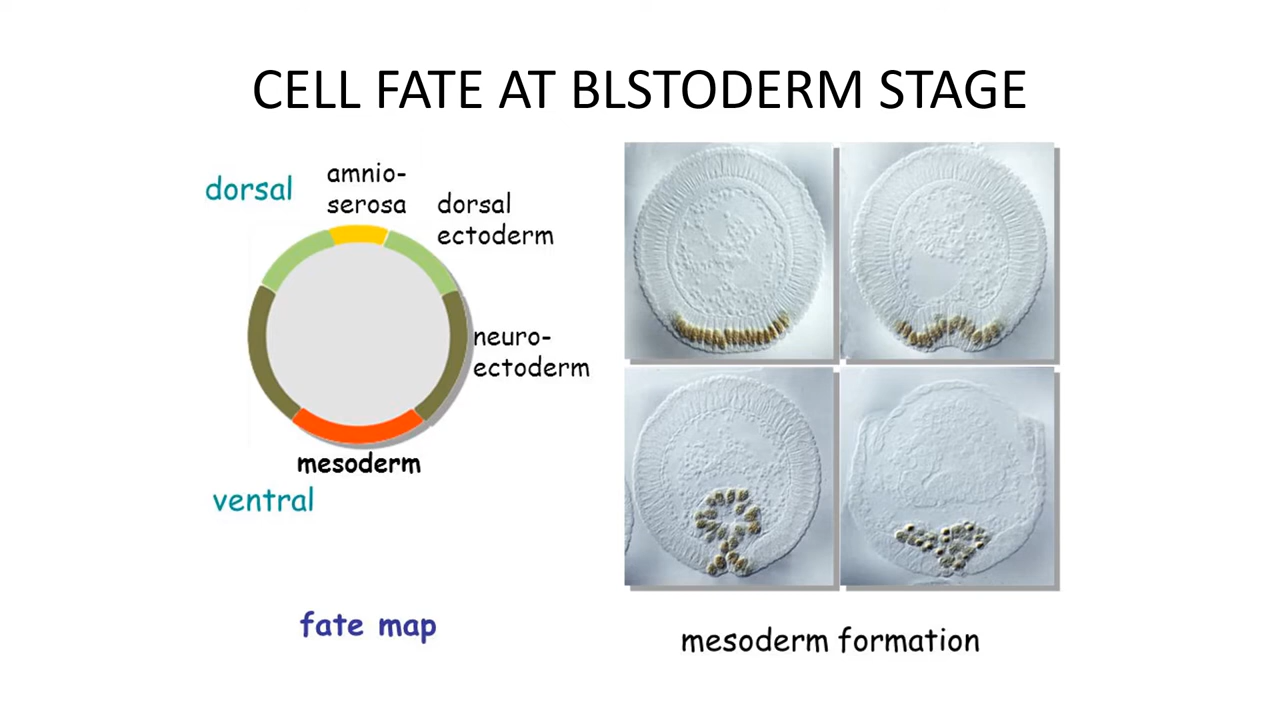 CELL FATE AT BLSTODERM STAGE
dorsal
amnio-
serosa
dorsal
ectoderm
neuro-
ectoderm
mesoderm
ventral
fate map
mesoderm formation